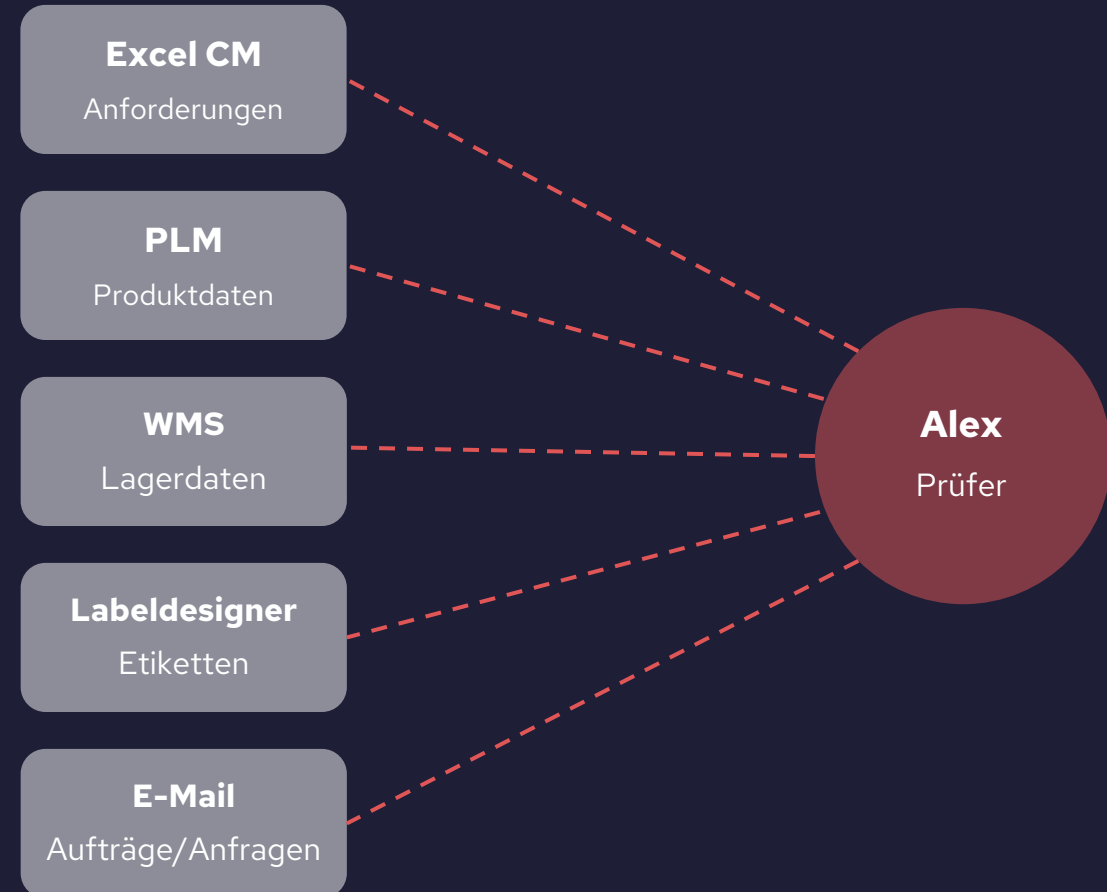 Excel CM
Anforderungen
PLM
Produktdaten
WMS
Lagerdaten
Labeldesigner
Etiketten
E-Mail
Aufträge/Anfragen
Alex
Prüfer